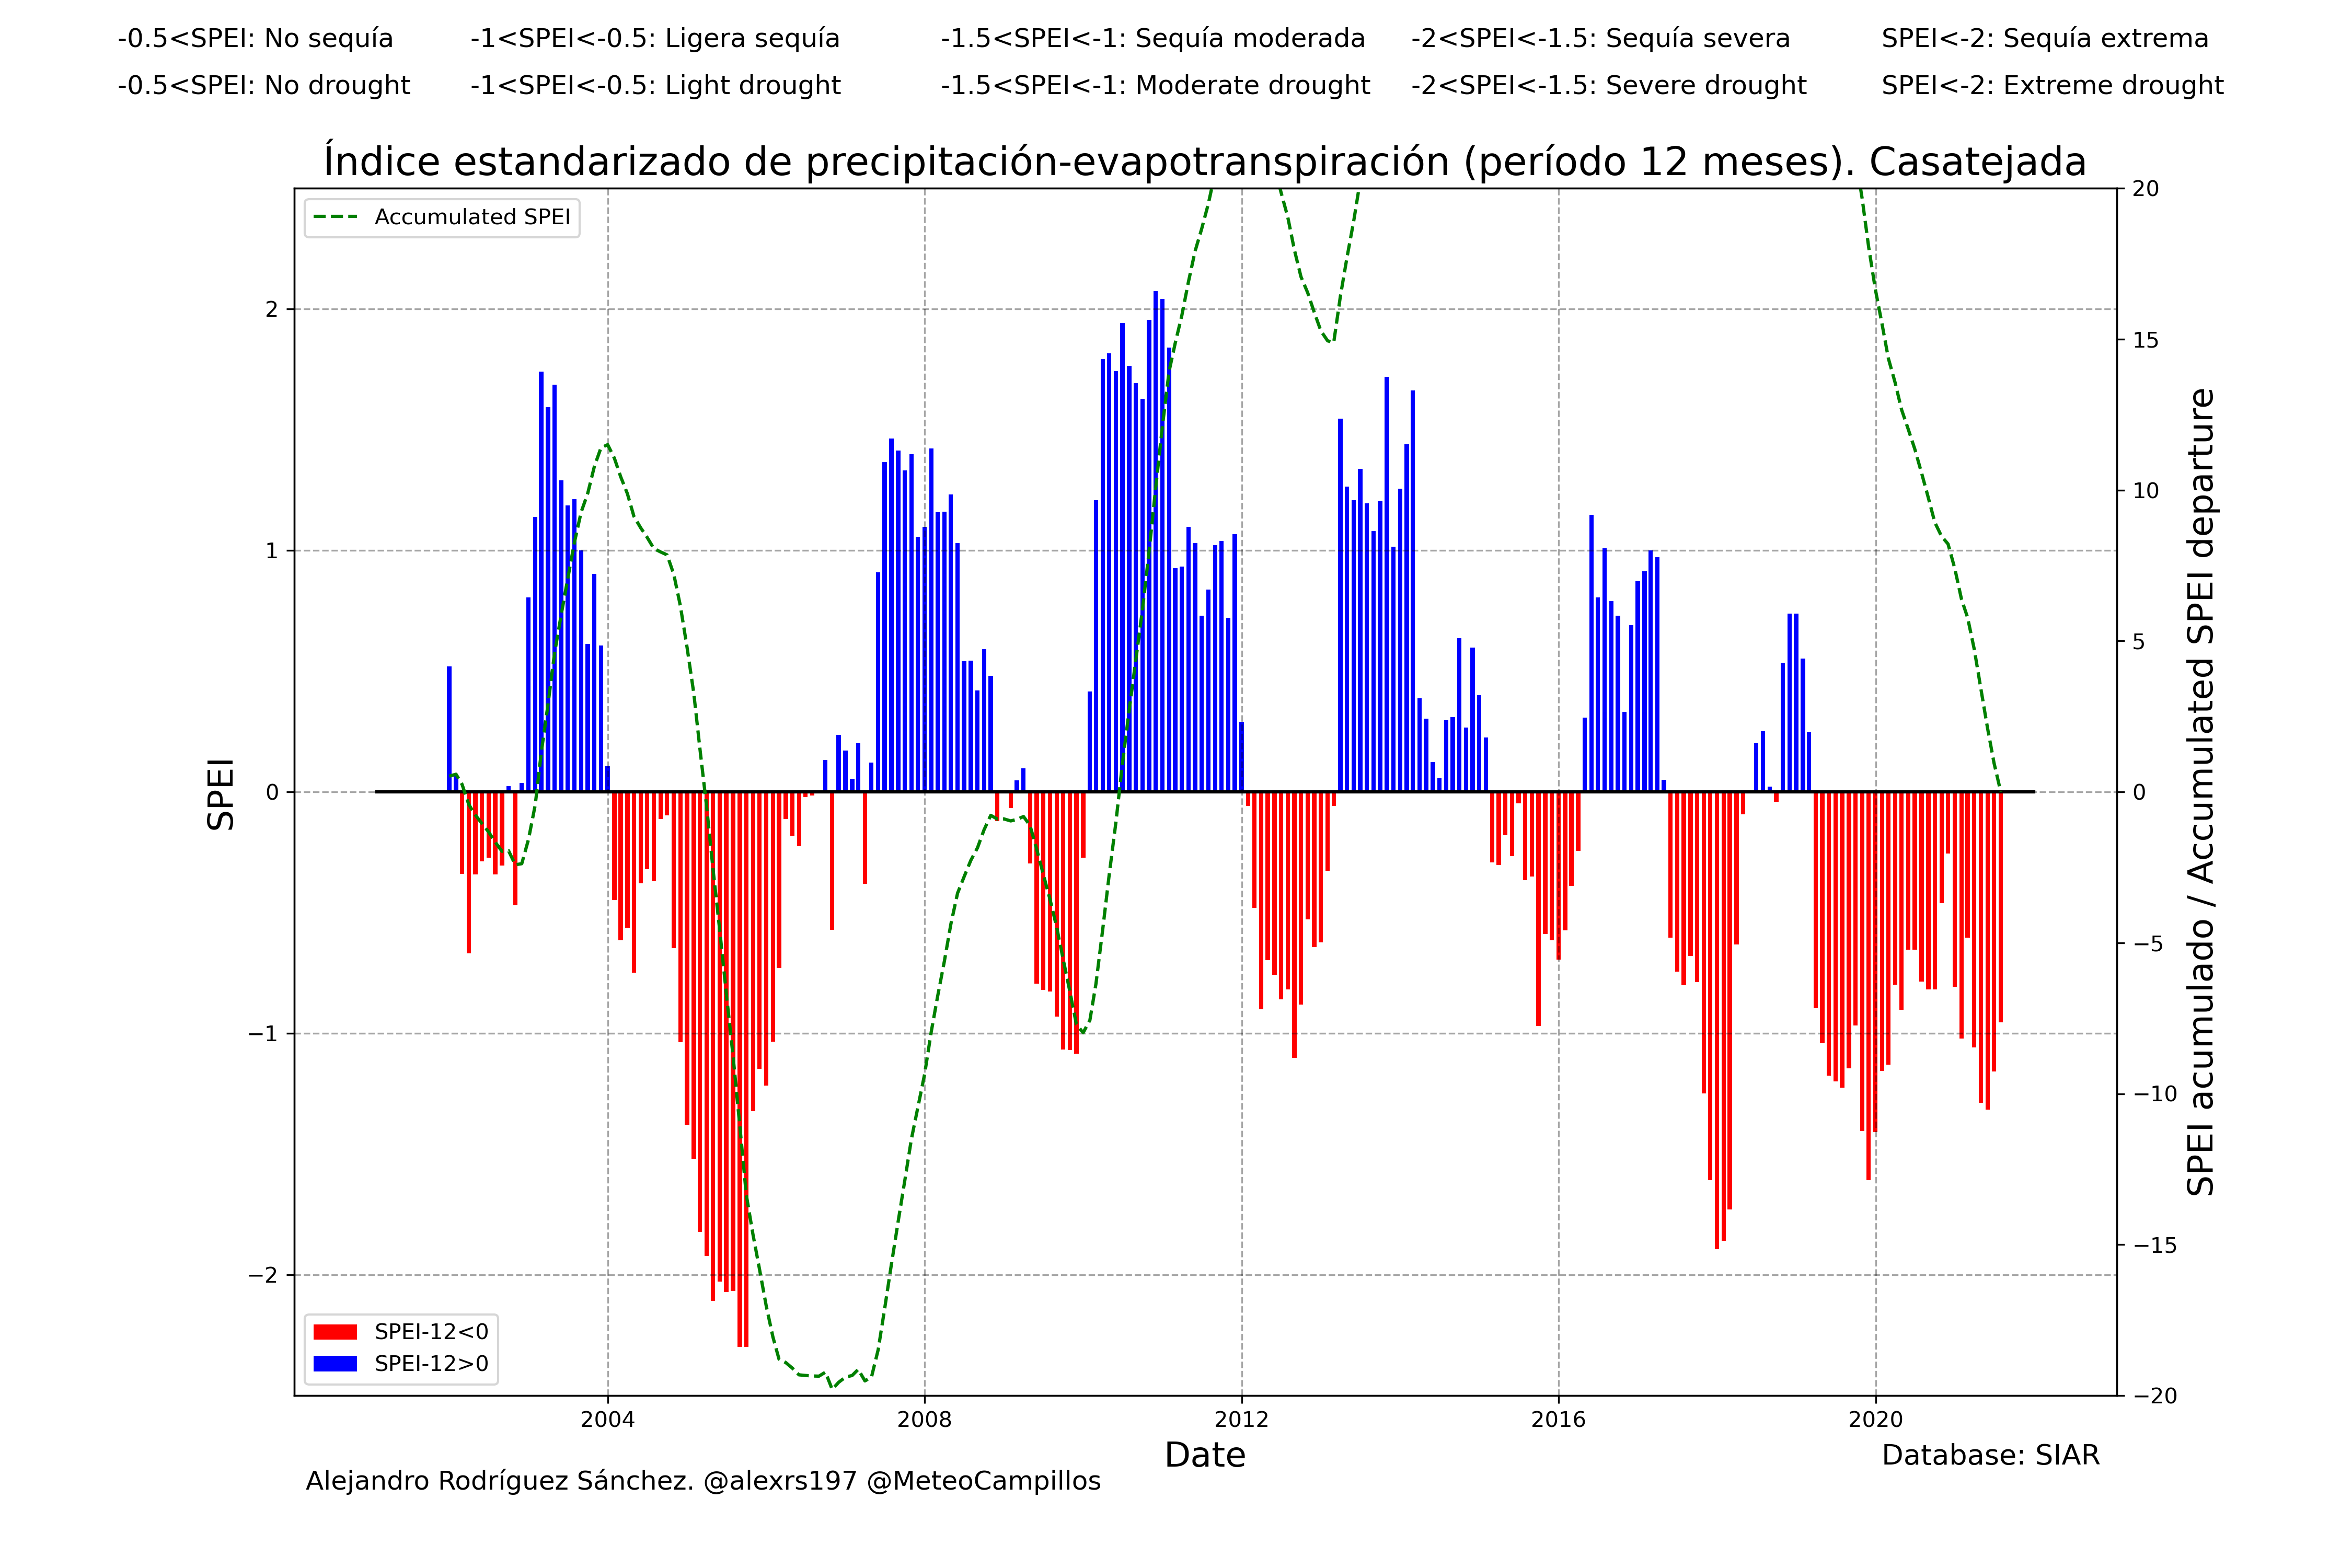 -0.5<SPEI: No sequía -1<SPEI<-0.5: Ligera sequía -1.5<SPEI<-1: Sequía moderada -2<SPEI<-1.5: Sequía severa SPEI<-2: Sequía extrema
-0.5<SPEI: No drought -1<SPEI<-0.5: Light drought -1.5<SPEI<-1: Moderate drought -2<SPEI<-1.5: Severe drought SPEI<-2: Extreme drought
Índice estandarizado de precipitación-evapotranspiración (período 12 meses). Casatejada
Accumulated SPEI
2
1
0
−1
−2
SPEI
20
15
10
5
0
−5
−10
−15
−20
SPEI acumulado / Accumulated SPEI departure
SPEI-12<0
SPEI-12>0
2004 2008 2012 2016 2020
Date
Database: SIAR
Alejandro Rodríguez Sánchez. @alexrs197 @MeteoCampillos